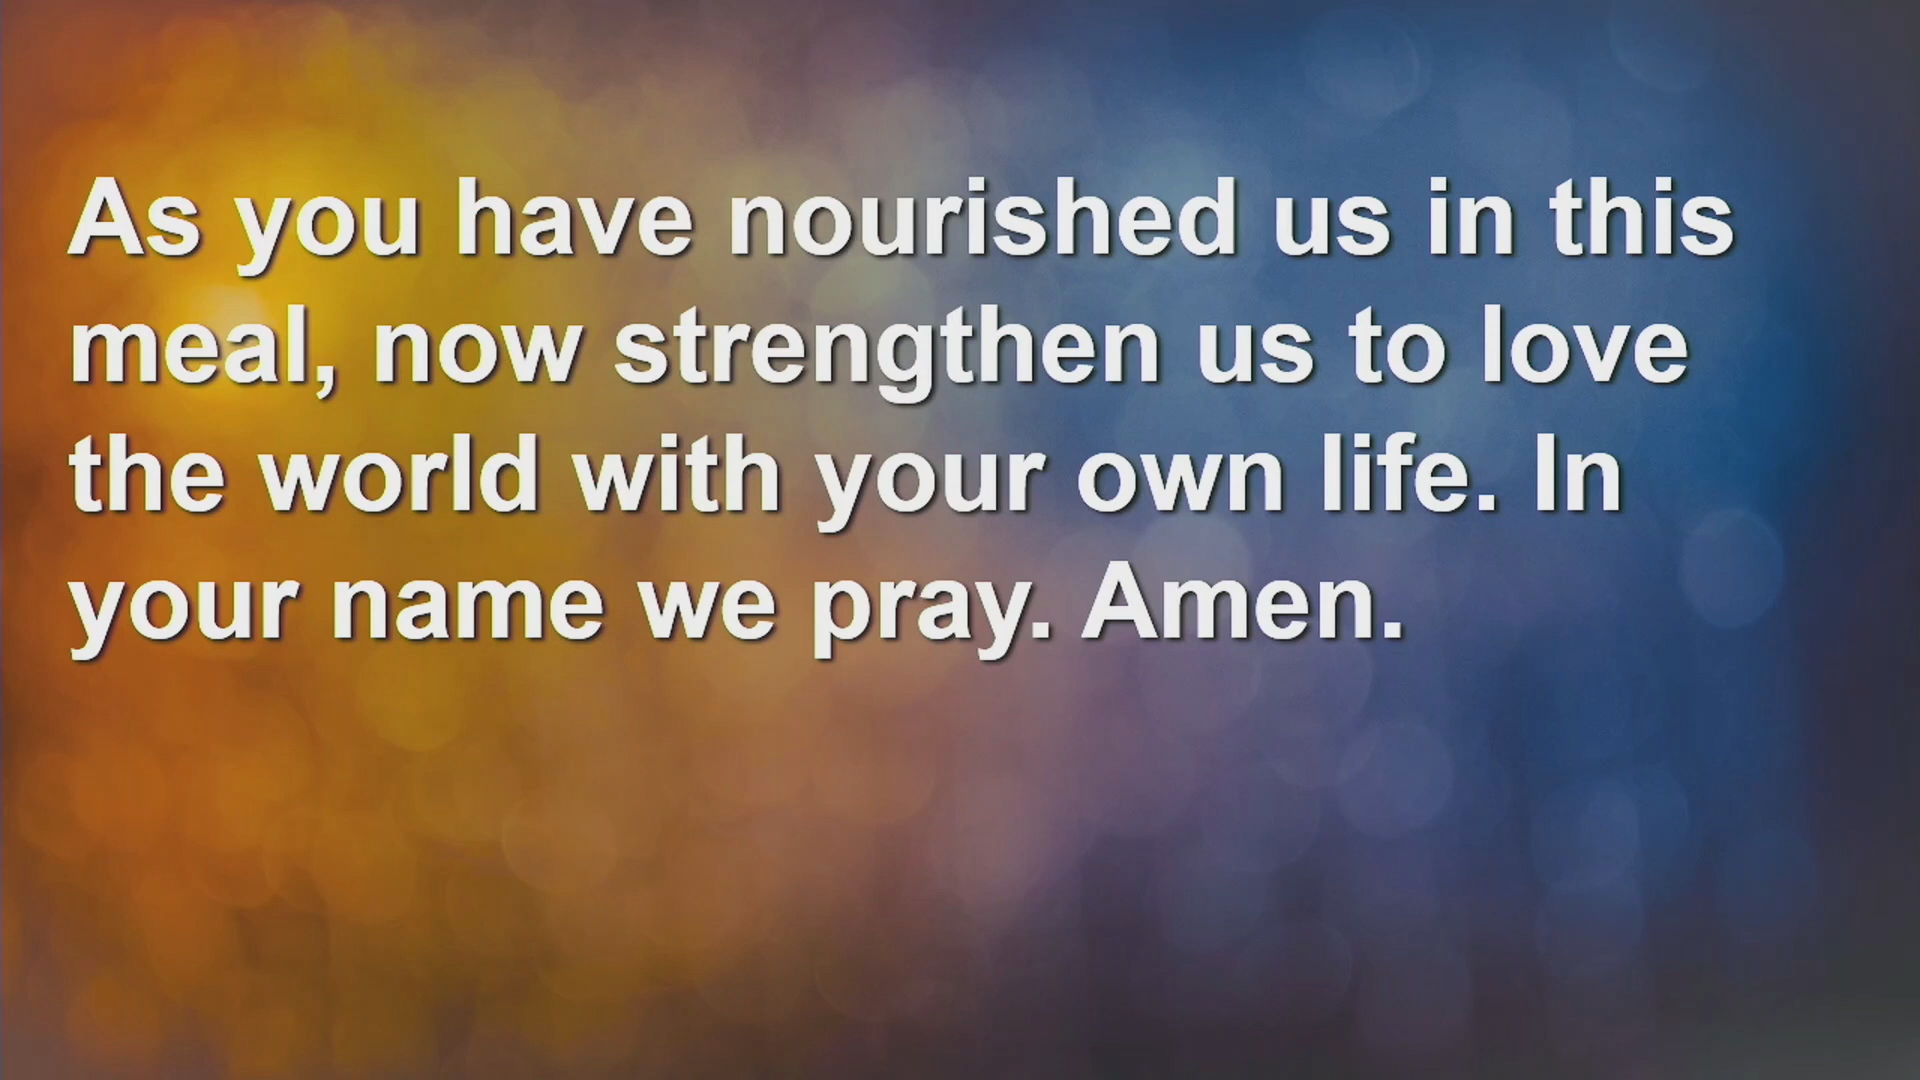 As you have nourished us in this
meal, now strengthen us to love
the world with your own life. In
your name we pray. Amen.